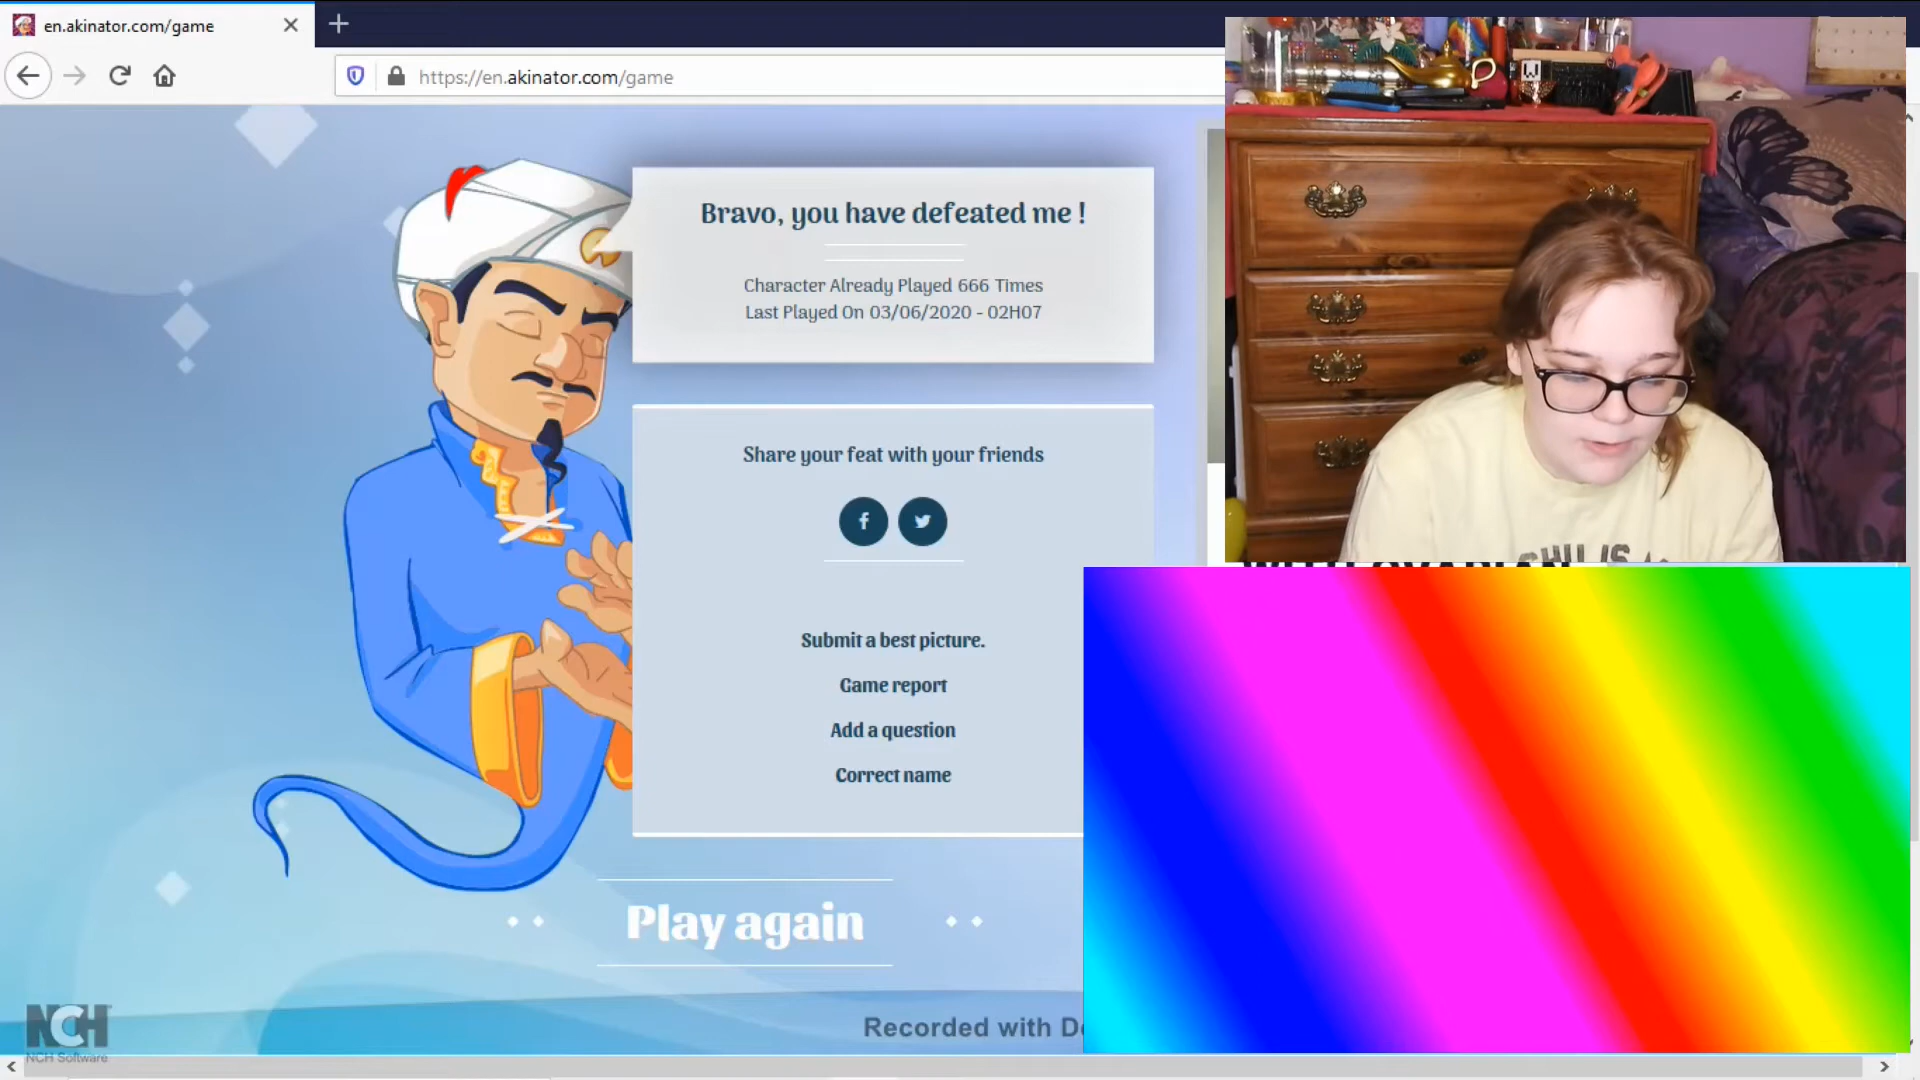 en.akinator.com/game
https://en.akinator.com/game
Bravo, you have defeated me !
Character Already Played 666 Times
Last Played On 03/06/2020 - 02H07
Share your feat with your friends
Submit a best picture.
Game report
Add a question
Correct name
Play again
NCH
NCH Software
Recorded with
W